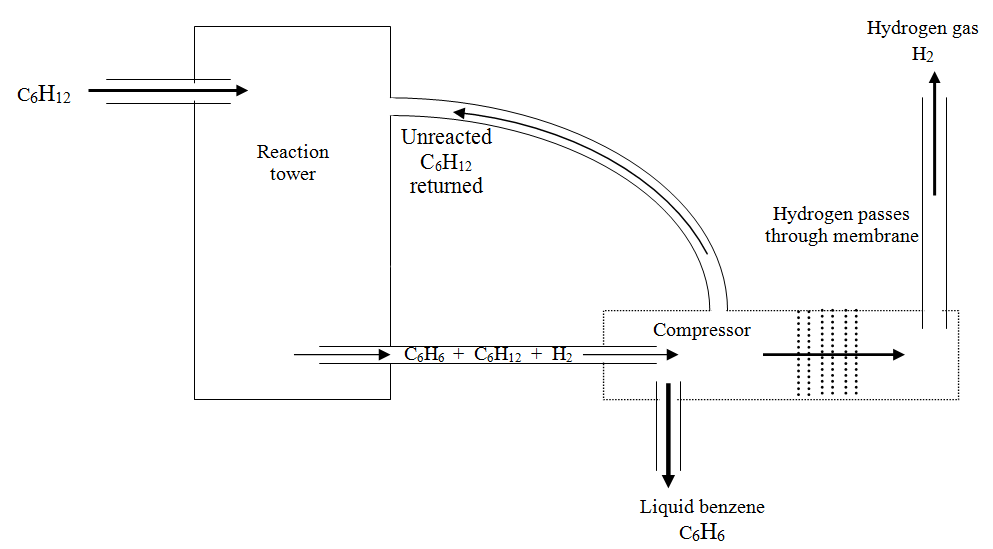 Hydrogen gas
H2
C6H12
Unreacted
C6H12
returned
Reaction
tower
Hydrogen passes
through membrane
Compressor
C6H6 + C6H12 + H2
Liquid benzene
C6H6